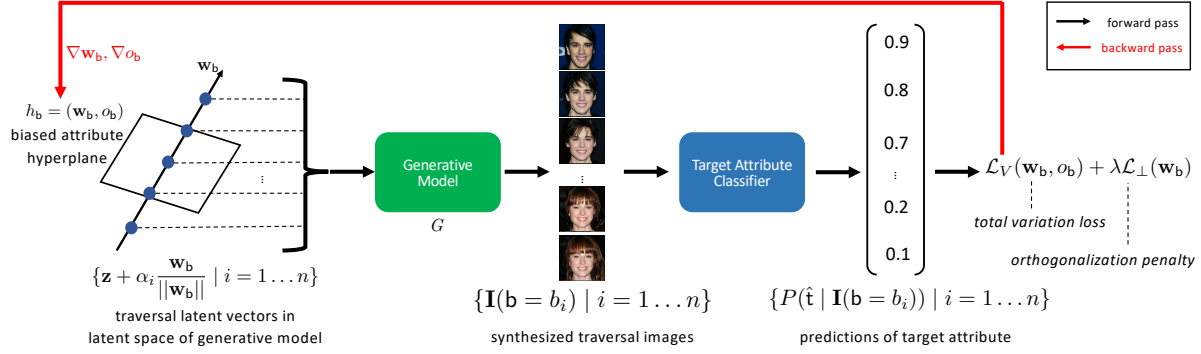 ∇w_b, ∇o_b
w_b
h_b = (w_b, o_b)
biased attribute
hyperplane
...
{z + α_i w_b / ||w_b|| | i = 1 … n}
traversal latent vectors in
latent space of generative model
Generative
Model
G
...
{I(b = b_i) | i = 1 … n}
synthesized traversal images
Target Attribute
Classifier
0.9
0.8
0.7
...
0.2
0.1
{P(t̂ | I(b = b_i)) | i = 1 … n}
predictions of target attribute
forward pass
backward pass
ℒ_V(w_b, o_b) + λℒ_⊥(w_b)
total variation loss
orthogonalization penalty